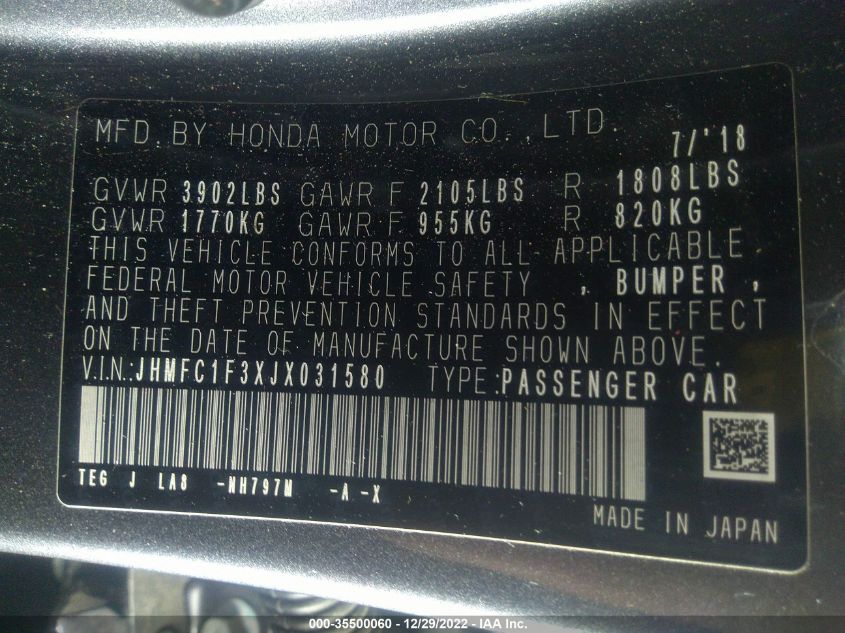 MFD. BY HONDA MOTOR CO., LTD. 7/'18
GVWR 3902LBS GAWR F 2105LBS R 1808LBS
GVWR 1770KG GAWR F 955KG R 820KG
THIS VEHICLE CONFORMS TO ALL APPLICABLE
FEDERAL MOTOR VEHICLE SAFETY , BUMPER ,
AND THEFT PREVENTION STANDARDS IN EFFECT
ON THE DATE OF MANUFACTURE SHOWN ABOVE.
V.I.N.:JHMFC1F3XJX031580 TYPE:PASSENGER CAR
TEG J LA8 -NH797M -A -X
MADE IN JAPAN
000-35500060 - 12/29/2022 - IAA Inc.